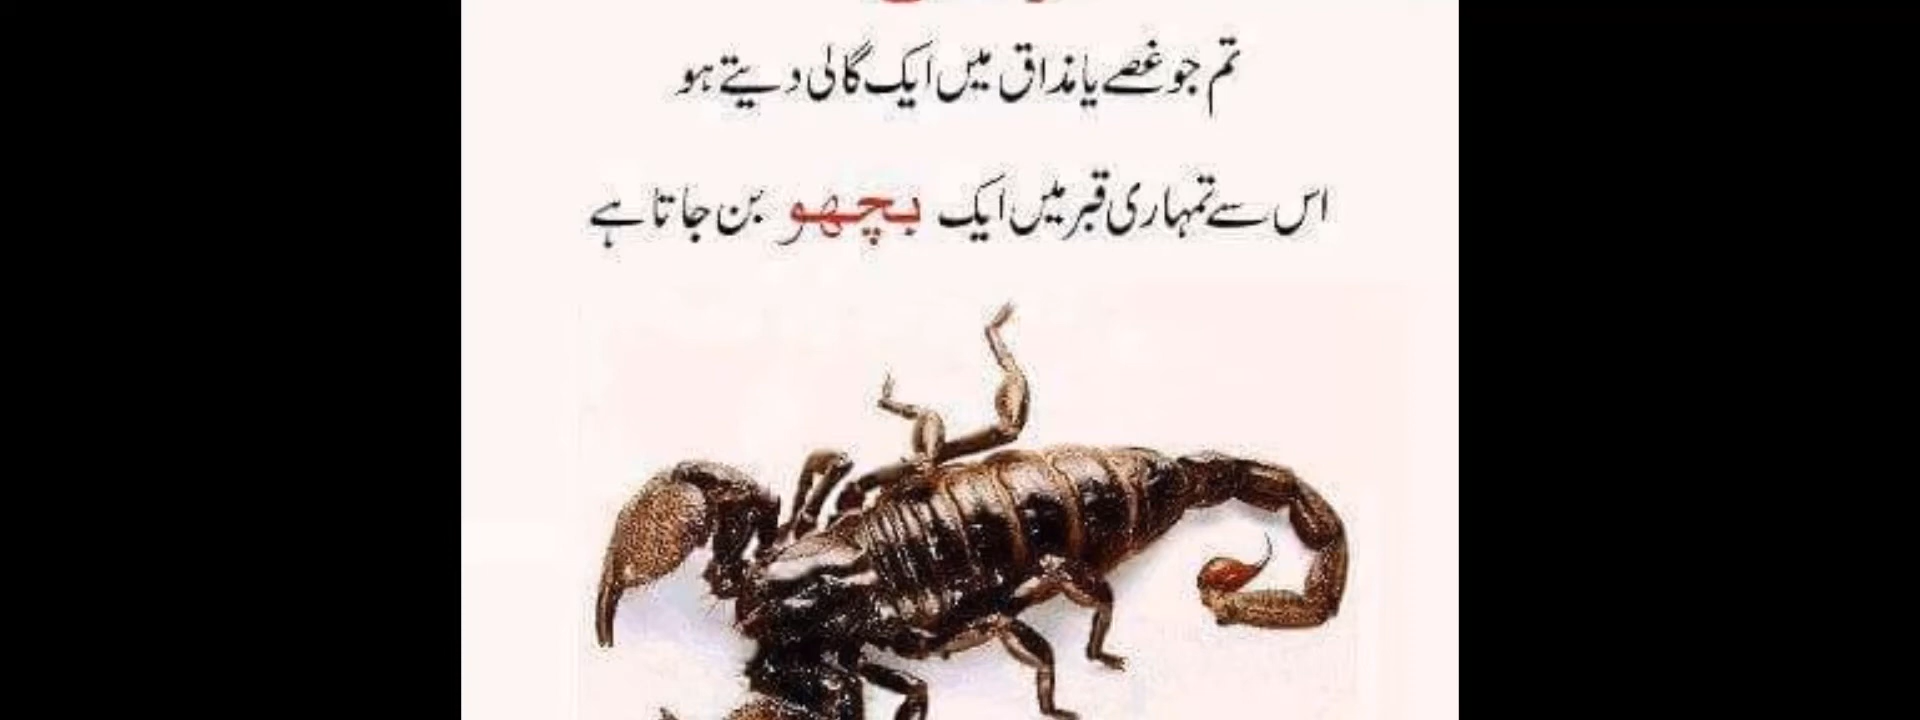 تم جو غصے یا مذاق میں ایک گالی دیتے ہو
اس سے تمہاری قبر میں ایک بچھو بن جاتا ہے